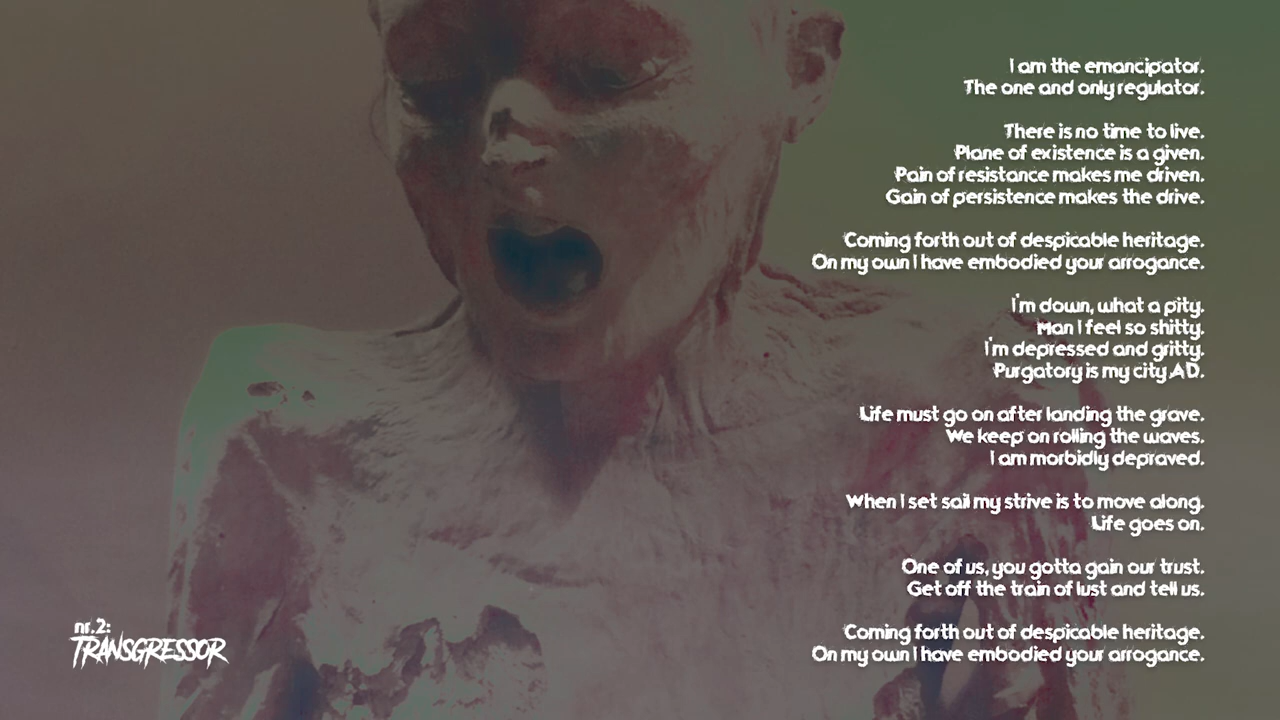 I am the emancipator.
The one and only regulator.
There is no time to live.
Plane of existence is a given.
Pain of resistance makes me driven.
Gain of persistence makes the drive.
Coming forth out of despicable heritage.
On my own I have embodied your arrogance.
I'm down, what a pity.
Man I feel so shitty.
I'm depressed and gritty.
Purgatory is my city AD.
Life must go on after landing the grave.
We keep on rolling the waves.
I am morbidly depraved.
When I set sail my strive is to move along.
Life goes on.
One of us, you gotta gain our trust.
Get off the train of lust and tell us.
Coming forth out of despicable heritage.
On my own I have embodied your arrogance.
nr.2:
TRANSGRESSOR